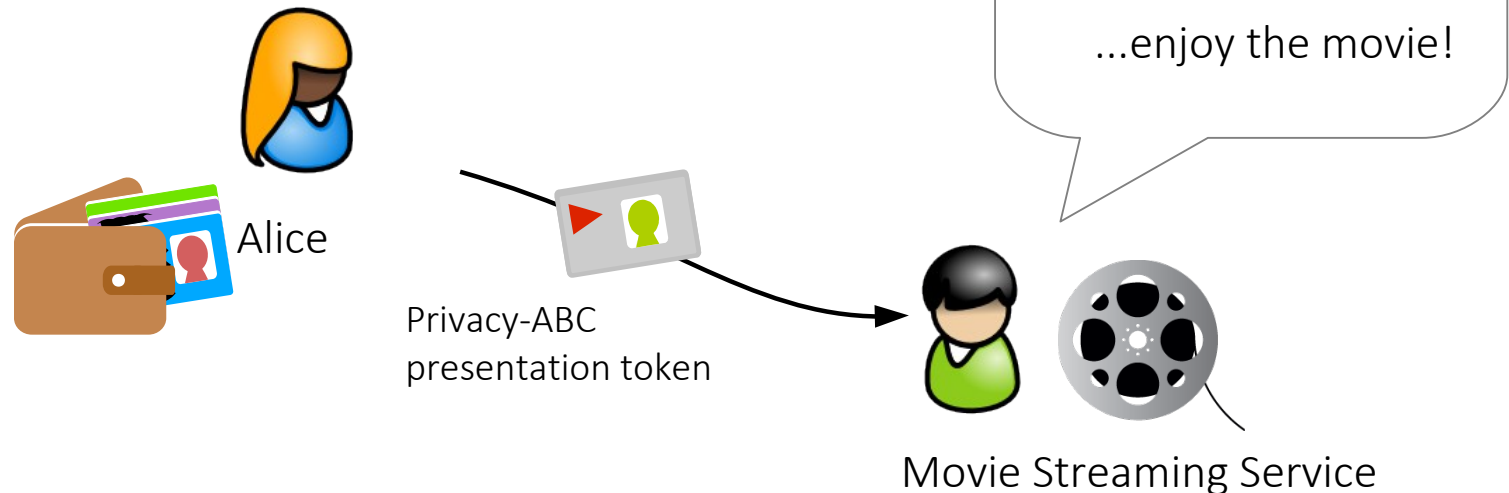 ...enjoy the movie!
Alice
Privacy-ABC
presentation token
Movie Streaming Service